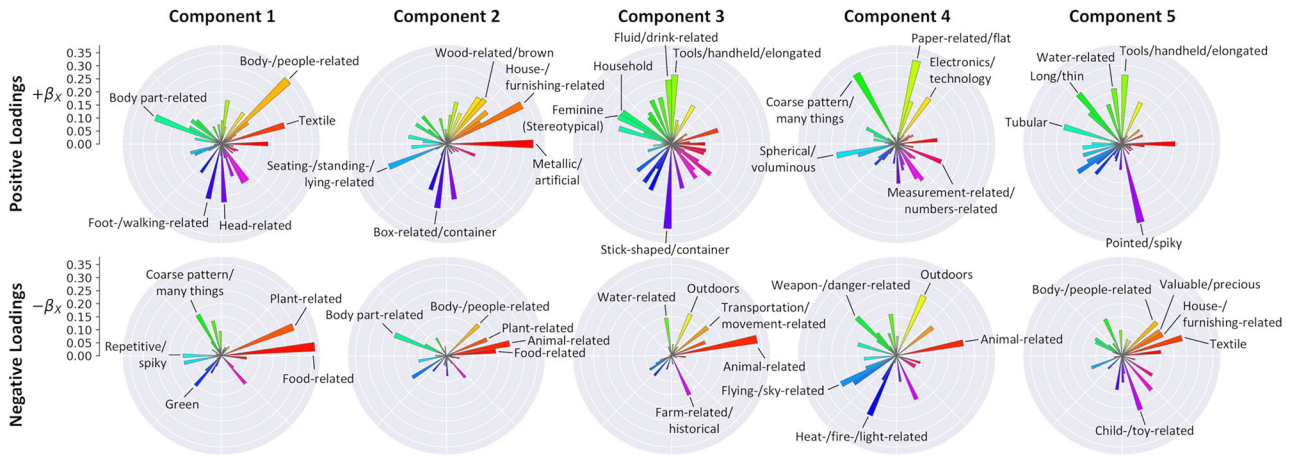 Component 1
Component 2
Component 3
Component 4
Component 5
Positive Loadings
+βX
0.35
0.30
0.25
0.20
0.15
0.10
0.05
0.00
Body-/people-related
Body part-related
Textile
Foot-/walking-related
Head-related
Wood-related/brown
House-/
furnishing-related
Seating-/standing-/
lying-related
Metallic/
artificial
Box-related/container
Fluid/drink-related
Tools/handheld/elongated
Household
Feminine
(Stereotypical)
Stick-shaped/container
Paper-related/flat
Electronics/
technology
Coarse pattern/
many things
Spherical/
voluminous
Measurement-related/
numbers-related
Tools/handheld/elongated
Water-related
Long/thin
Tubular
Pointed/spiky
Negative Loadings
−βX
0.35
0.30
0.25
0.20
0.15
0.10
0.05
0.00
Coarse pattern/
many things
Plant-related
Repetitive/
spiky
Food-related
Green
Body-/people-related
Body part-related
Plant-related
Animal-related
Food-related
Water-related
Outdoors
Transportation/
movement-related
Animal-related
Farm-related/
historical
Outdoors
Weapon-/danger-related
Animal-related
Flying-/sky-related
Heat-/fire-/light-related
Body-/people-related
Valuable/precious
House-/
furnishing-related
Textile
Child-/toy-related